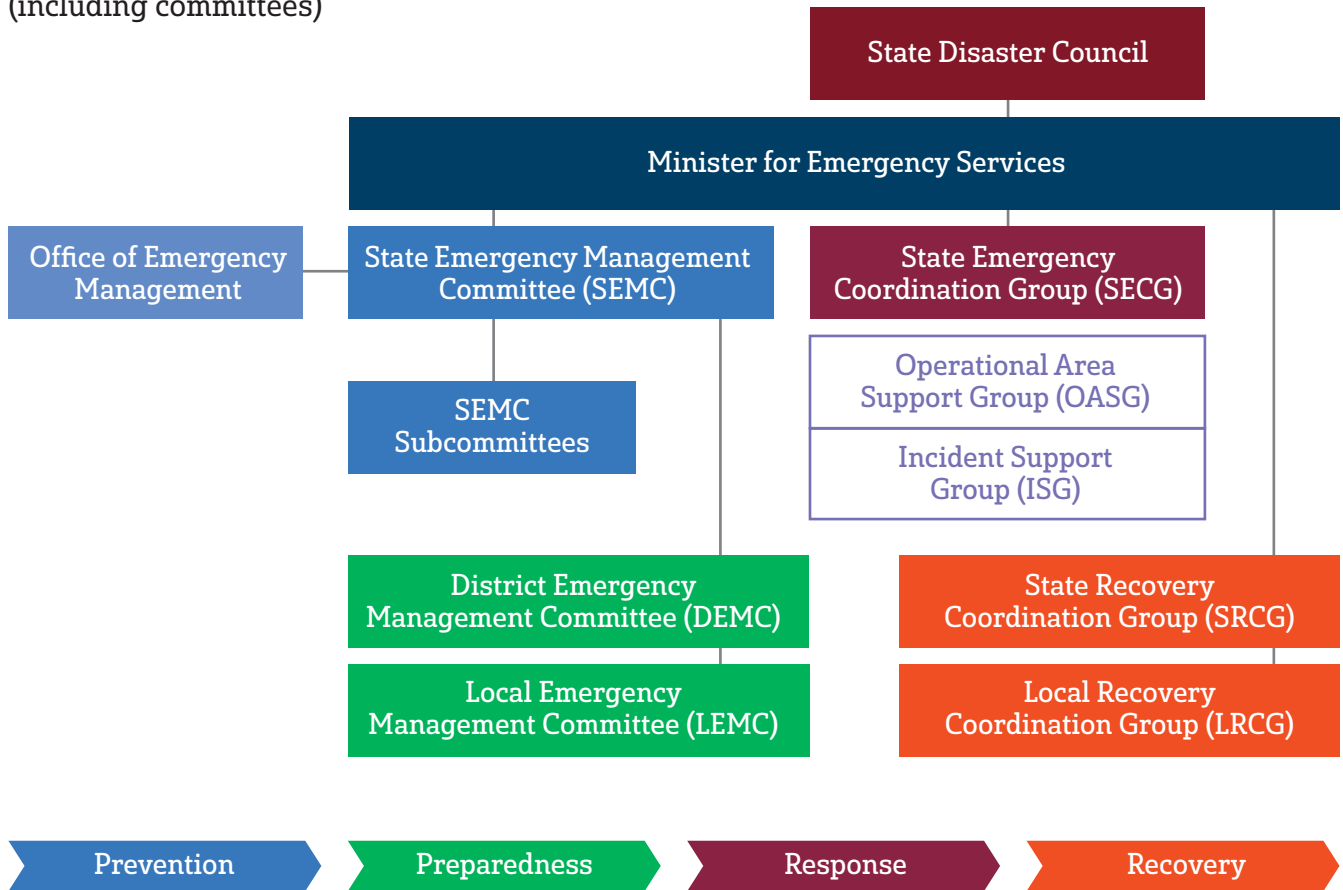 (including committees)
State Disaster Council
Minister for Emergency Services
Office of Emergency
Management
State Emergency Management
Committee (SEMC)
State Emergency
Coordination Group (SECG)
Operational Area
Support Group (OASG)
SEMC
Subcommittees
Incident Support
Group (ISG)
District Emergency
Management Committee (DEMC)
State Recovery
Coordination Group (SRCG)
Local Emergency
Management Committee (LEMC)
Local Recovery
Coordination Group (LRCG)
Prevention
Preparedness
Response
Recovery